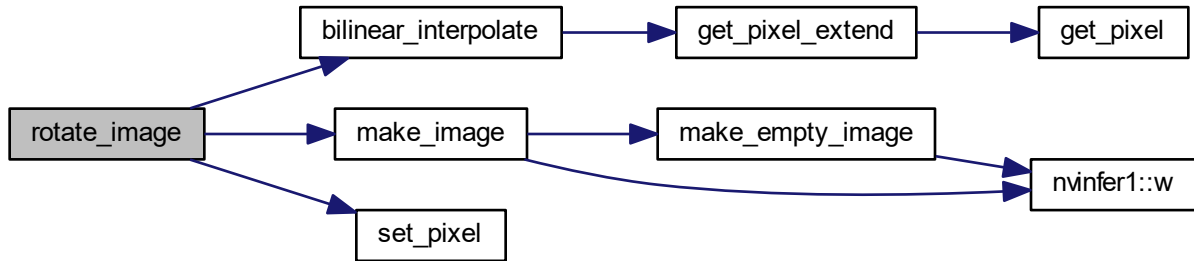 bilinear_interpolate
get_pixel_extend
get_pixel
rotate_image
make_image
make_empty_image
nvinfer1::w
set_pixel